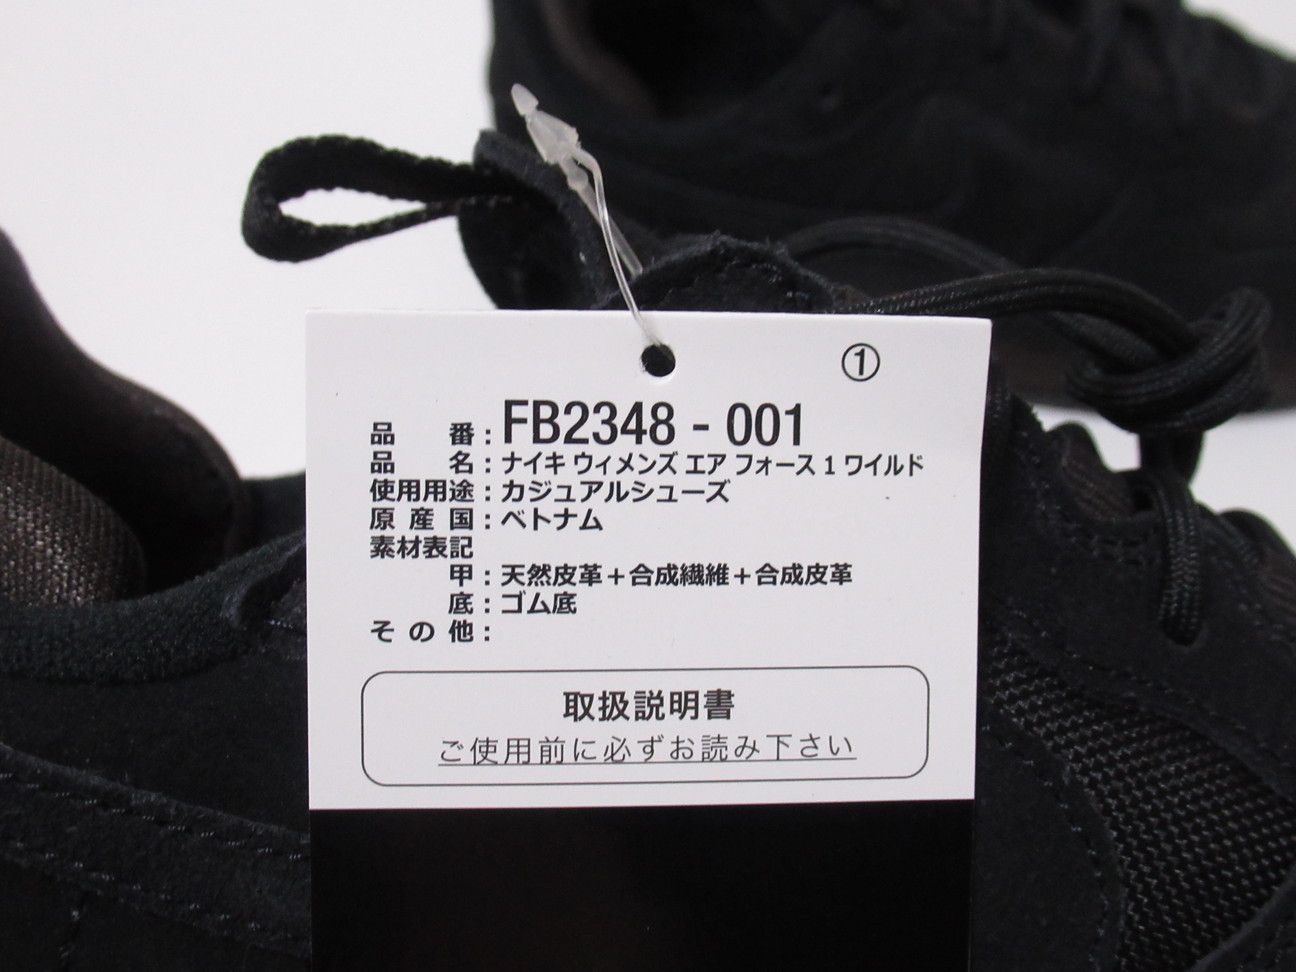 ①
品番：FB2348 - 001
品名：ナイキ ウィメンズ エア フォース 1 ワイルド
使用用途：カジュアルシューズ
原産国：ベトナム
素材表記
甲：天然皮革＋合成繊維＋合成皮革
底：ゴム底
その他：
取扱説明書
ご使用前に必ずお読み下さい